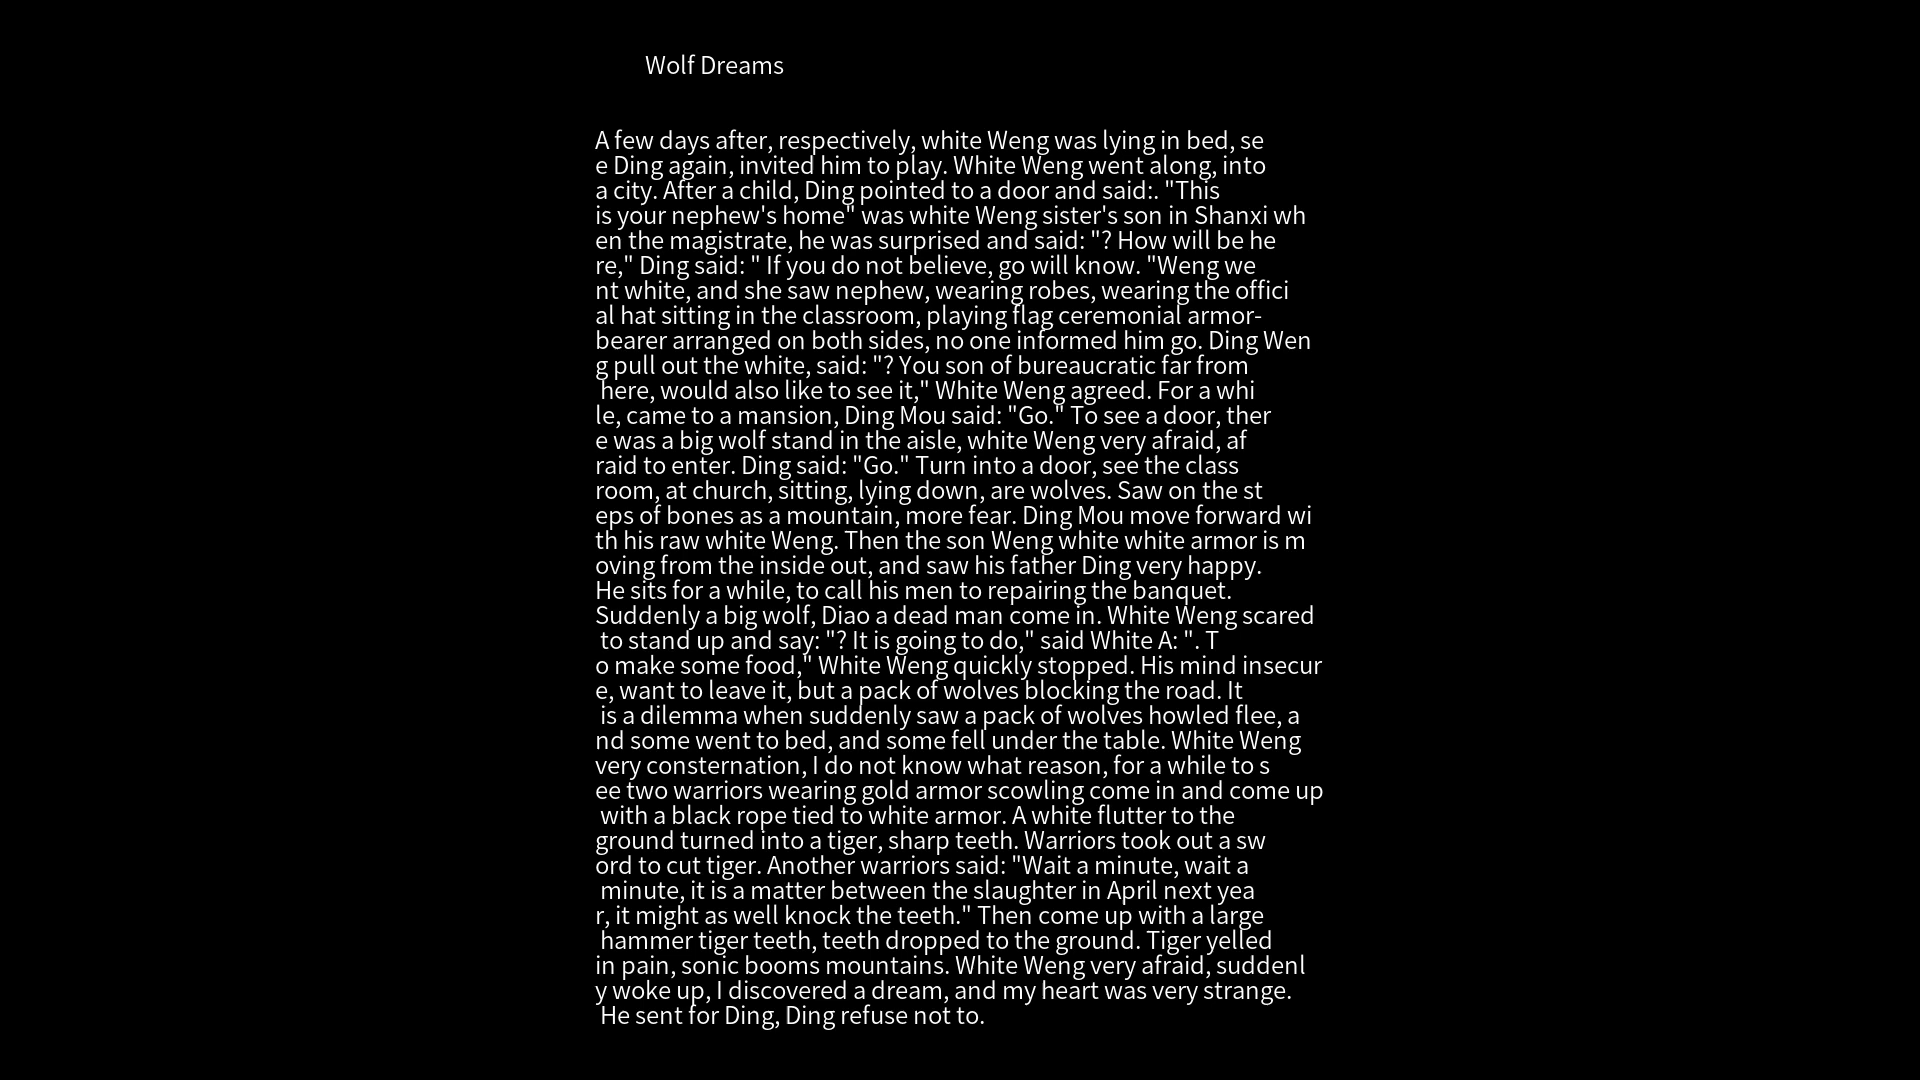 Wolf Dreams
A few days after, respectively, white Weng was lying in bed, se
e Ding again, invited him to play. White Weng went along, into
a city. After a child, Ding pointed to a door and said:. "This
is your nephew's home" was white Weng sister's son in Shanxi wh
en the magistrate, he was surprised and said: "? How will be he
re," Ding said: " If you do not believe, go will know. "Weng we
nt white, and she saw nephew, wearing robes, wearing the offici
al hat sitting in the classroom, playing flag ceremonial armor-
bearer arranged on both sides, no one informed him go. Ding Wen
g pull out the white, said: "? You son of bureaucratic far from
here, would also like to see it," White Weng agreed. For a whi
le, came to a mansion, Ding Mou said: "Go." To see a door, ther
e was a big wolf stand in the aisle, white Weng very afraid, af
raid to enter. Ding said: "Go." Turn into a door, see the class
room, at church, sitting, lying down, are wolves. Saw on the st
eps of bones as a mountain, more fear. Ding Mou move forward wi
th his raw white Weng. Then the son Weng white white armor is m
oving from the inside out, and saw his father Ding very happy.
He sits for a while, to call his men to repairing the banquet.
Suddenly a big wolf, Diao a dead man come in. White Weng scared
to stand up and say: "? It is going to do," said White A: ". T
o make some food," White Weng quickly stopped. His mind insecur
e, want to leave it, but a pack of wolves blocking the road. It
is a dilemma when suddenly saw a pack of wolves howled flee, a
nd some went to bed, and some fell under the table. White Weng
very consternation, I do not know what reason, for a while to s
ee two warriors wearing gold armor scowling come in and come up
with a black rope tied to white armor. A white flutter to the
ground turned into a tiger, sharp teeth. Warriors took out a sw
ord to cut tiger. Another warriors said: "Wait a minute, wait a
minute, it is a matter between the slaughter in April next yea
r, it might as well knock the teeth." Then come up with a large
hammer tiger teeth, teeth dropped to the ground. Tiger yelled
in pain, sonic booms mountains. White Weng very afraid, suddenl
y woke up, I discovered a dream, and my heart was very strange.
He sent for Ding, Ding refuse not to.